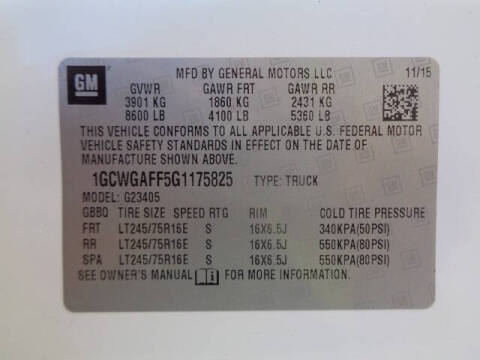 GM
MFD BY GENERAL MOTORS LLC 11/15
GVWR GAWR FRT GAWR RR
3901 KG 1860 KG 2431 KG
8600 LB 4100 LB 5360 LB
THIS VEHICLE CONFORMS TO ALL APPLICABLE U.S. FEDERAL MOTOR
VEHICLE SAFETY STANDARDS IN EFFECT ON THE DATE OF
MANUFACTURE SHOWN ABOVE.
1GCWGAFF5G1175825 TYPE: TRUCK
MODEL: G23405
GBBQ TIRE SIZE SPEED RTG RIM COLD TIRE PRESSURE
FRT LT245/75R16E S 16X6.5J 340KPA(50PSI)
RR LT245/75R16E S 16X6.5J 550KPA(80PSI)
SPA LT245/75R16E S 16X6.5J 550KPA(80PSI)
SEE OWNER'S MANUAL FOR MORE INFORMATION.